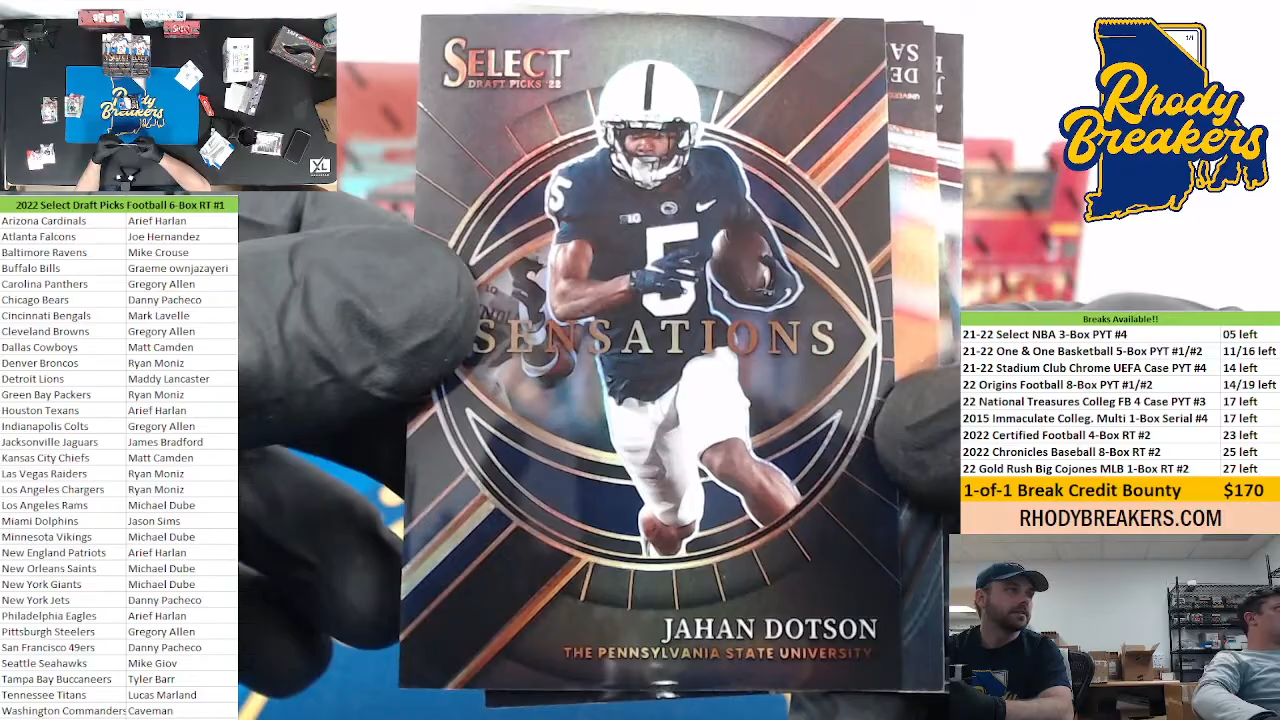 2022 Select Draft Picks Football 6-Box RT #1
Arizona Cardinals Arief Harlan
Atlanta Falcons Joe Hernandez
Baltimore Ravens Mike Crouse
Buffalo Bills Graeme ownjazayeri
Carolina Panthers Gregory Allen
Chicago Bears Danny Pacheco
Cincinnati Bengals Mark Lavelle
Cleveland Browns Gregory Allen
Dallas Cowboys Matt Camden
Denver Broncos Ryan Moniz
Detroit Lions Maddy Lancaster
Green Bay Packers Ryan Moniz
Houston Texans Arief Harlan
Indianapolis Colts Gregory Allen
Jacksonville Jaguars James Bradford
Kansas City Chiefs Matt Camden
Las Vegas Raiders Ryan Moniz
Los Angeles Chargers Ryan Moniz
Los Angeles Rams Michael Dube
Miami Dolphins Jason Sims
Minnesuta Vikings Michael Dube
New England Patriots Arief Harlan
New Orleans Saints Michael Dube
New York Giants Michael Dube
New York Jets Danny Pacheco
Philadelphia Eagles Arief Harlan
Pittsburgh Steelers Gregory Allen
San Francisco 49ers Danny Pacheco
Seattle Seahawks Mike Giov
Tampa Bay Buccaneers Tyler Barr
Tennessee Titans Lucas Marland
Washington Commanders Caveman
Rhody
Breakers
XL
SELECT
DRAFT PICKS 22
5
B1G
5
SENSATIONS
JAHAN DOTSON
THE PENNSYLVANIA STATE UNIVERSITY
DE
SA
1/1
Rhody
Breakers
Breaks Available!!
21-22 Select NBA 3-Box PYT #4 05 left
21-22 One & One Basketball 5-Box PYT #1/#2 11/16 left
21-22 Stadium Club Chrome UEFA Case PYT #4 14 left
22 Origins Football 8-Box PYT #1/#2 14/19 left
22 National Treasures Colleg FB 4 Case PYT #3 17 left
2015 Immaculate Colleg. Multi 1-Box Serial #4 17 left
2022 Certified Football 4-Box RT #2 23 left
2022 Chronicles Baseball 8-Box RT #2 25 left
22 Gold Rush Big Cojones MLB 1-Box RT #2 27 left
1-of-1 Break Credit Bounty $170
RHODYBREAKERS.COM